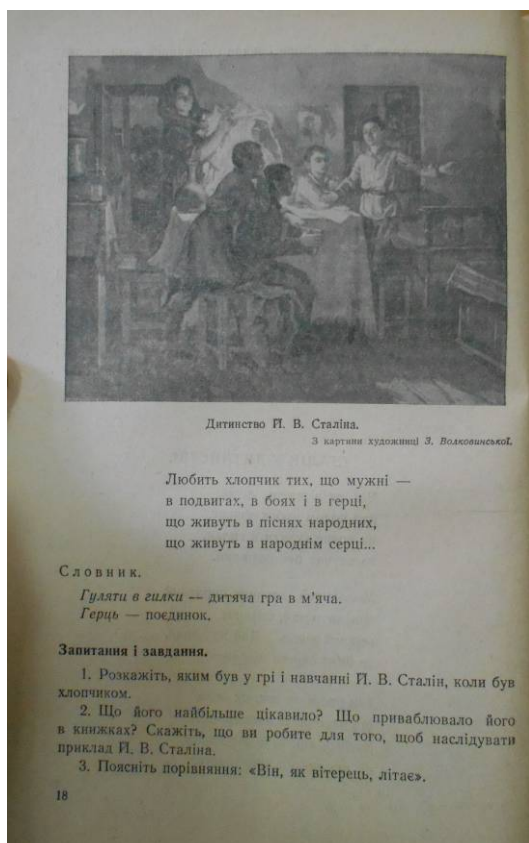 Дитинство Й. В. Сталіна.
З картини художниці З. Волковинської.
Любить хлопчик тих, що мужні —
в подвигах, в боях і в герці,
що живуть в піснях народних,
що живуть в народнім серці...
Словник.
Гуляти в гилки — дитяча гра в м’яча.
Герць — поєдинок.
Запитання і завдання.
1. Розкажіть, яким був у грі і навчанні Й. В. Сталін, коли був
хлопчиком.
2. Що його найбільше цікавило? Що приваблювало його
в книжках? Скажіть, що ви робите для того, щоб наслідувати
приклад Й. В. Сталіна.
3. Поясніть порівняння: «Він, як вітерець, літає».
18